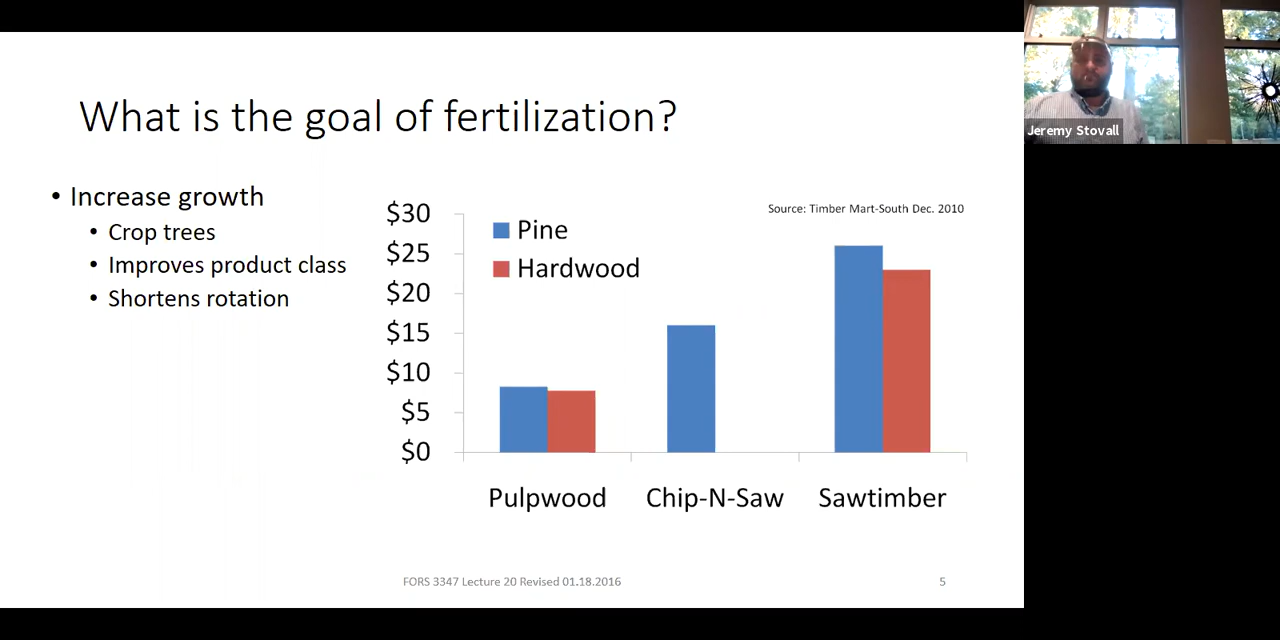 What is the goal of fertilization?
• Increase growth
• Crop trees
• Improves product class
• Shortens rotation
Source: Timber Mart-South Dec. 2010
$30
$25
$20
$15
$10
$5
$0
Pine
Hardwood
Pulpwood
Chip-N-Saw
Sawtimber
FORS 3347 Lecture 20 Revised 01.18.2016
5
Jeremy Stovall